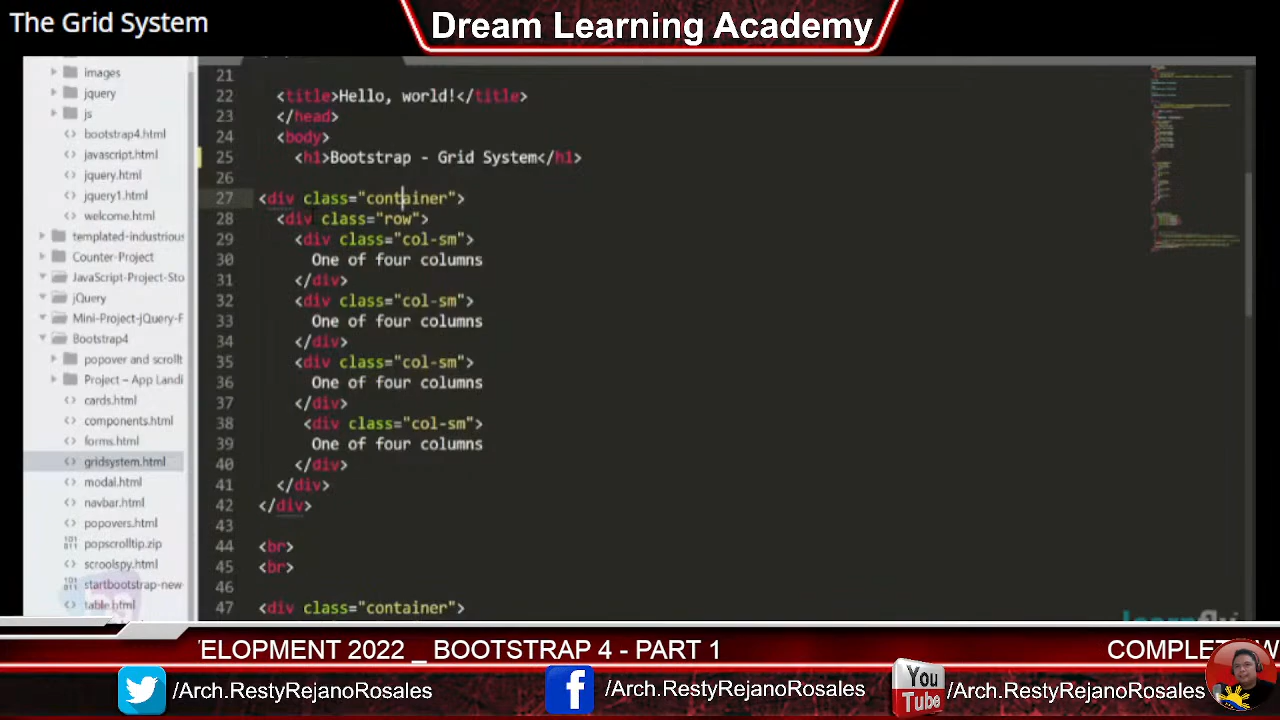 The Grid System
Dream Learning Academy
images
jquery
js
bootstrap4.html
javascript.html
jquery.html
jquery1.html
welcome.html
templated-industrious
Counter-Project
JavaScript-Project-Sto
jQuery
Mini-Project-jQuery-F
Bootstrap4
popover and scrollt
Project – App Landi
cards.html
components.html
forms.html
gridsystem.html
modal.html
navbar.html
popovers.html
popscrolltip.zip
scroolspy.html
startbootstrap-new
table.html
21
22 <title>Hello, world!</title>
23 </head>
24 <body>
25 <h1>Bootstrap - Grid System</h1>
26
27 <div class="container">
28 <div class="row">
29 <div class="col-sm">
30 One of four columns
31 </div>
32 <div class="col-sm">
33 One of four columns
34 </div>
35 <div class="col-sm">
36 One of four columns
37 </div>
38 <div class="col-sm">
39 One of four columns
40 </div>
41 </div>
42 </div>
43
44 <br>
45 <br>
46
47 <div class="container">
ELOPMENT 2022 _ BOOTSTRAP 4 - PART 1
COMPLETE W
/Arch.RestyRejanoRosales
/Arch.RestyRejanoRosales
You
Tube
/Arch.RestyRejanoRosales